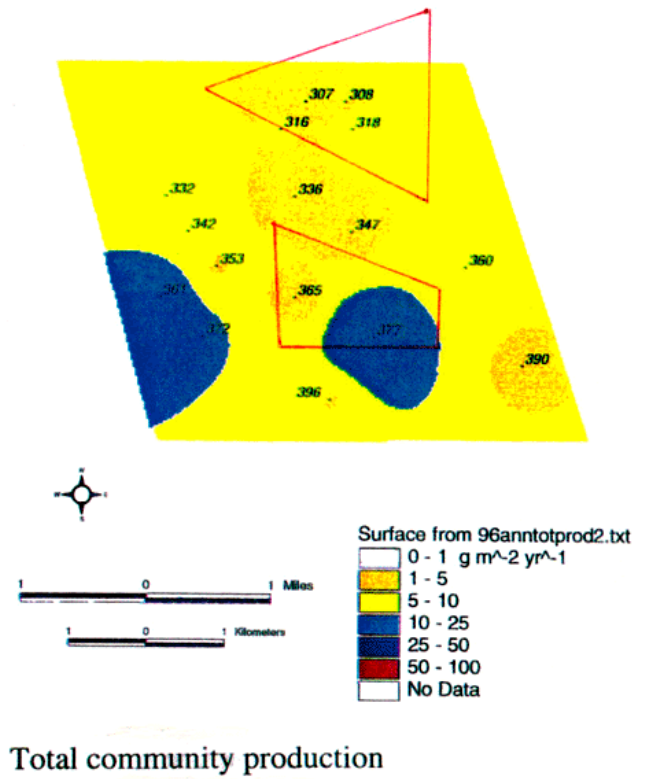 307 308
316 318
332 336
342 347
353 360
361 365
372 377
390
396
N
W E
S
Surface from 96anntotprod2.txt
0 - 1 g m^-2 yr^-1
1 - 5
5 - 10
10 - 25
25 - 50
50 - 100
No Data
1 0 1 Miles
1 0 1 Kilometers
Total community production